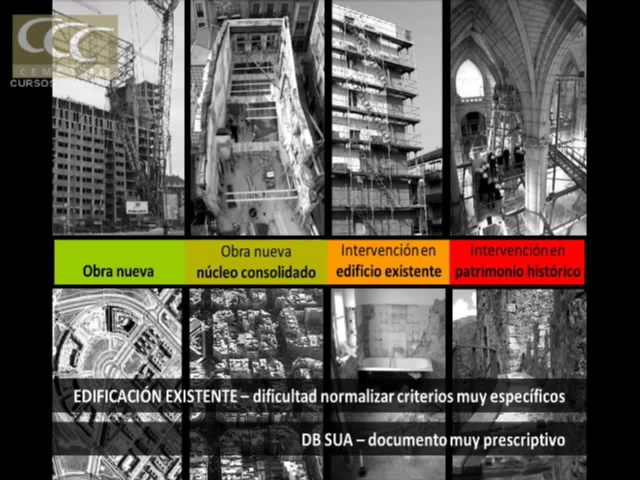 CCC
CURSOS
Obra nueva
Obra nueva
núcleo consolidado
Intervención en
edificio existente
Intervención en
patrimonio histórico
EDIFICACIÓN EXISTENTE – dificultad normalizar criterios muy específicos
DB SUA – documento muy prescriptivo